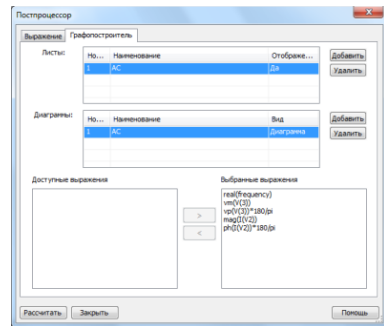 Постпроцессор
Выражение Графопостроитель
Листы:
Но... Наименование Отображе...
1 AC Да
Добавить
Удалить
Диаграммы:
Но... Наименование Вид
1 AC Диаграмма
Добавить
Удалить
Доступные выражения Выбранные выражения
real(frequency)
vm(V(3))
vp(V(3))*180/pi
mag(I(V2))
ph(I(V2))*180/pi
>
<
Рассчитать Закрыть Помощь